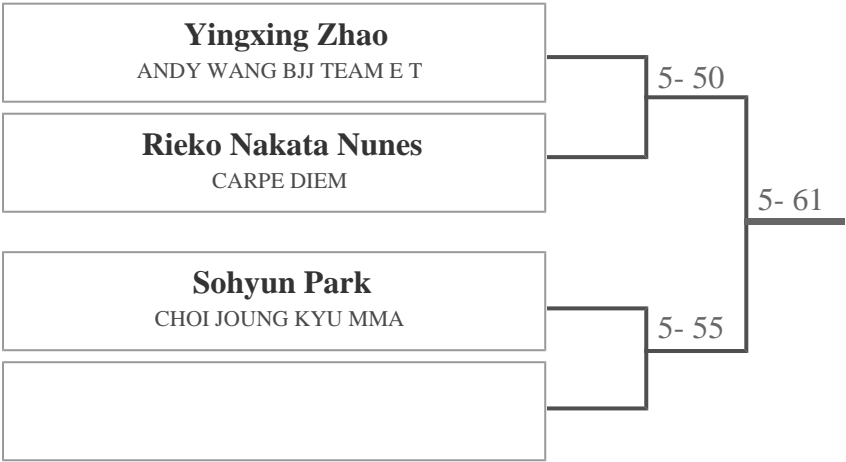 Yingxing Zhao
ANDY WANG BJJ TEAM E T
5- 50
Rieko Nakata Nunes
CARPE DIEM
5- 61
Sohyun Park
CHOI JOUNG KYU MMA
5- 55